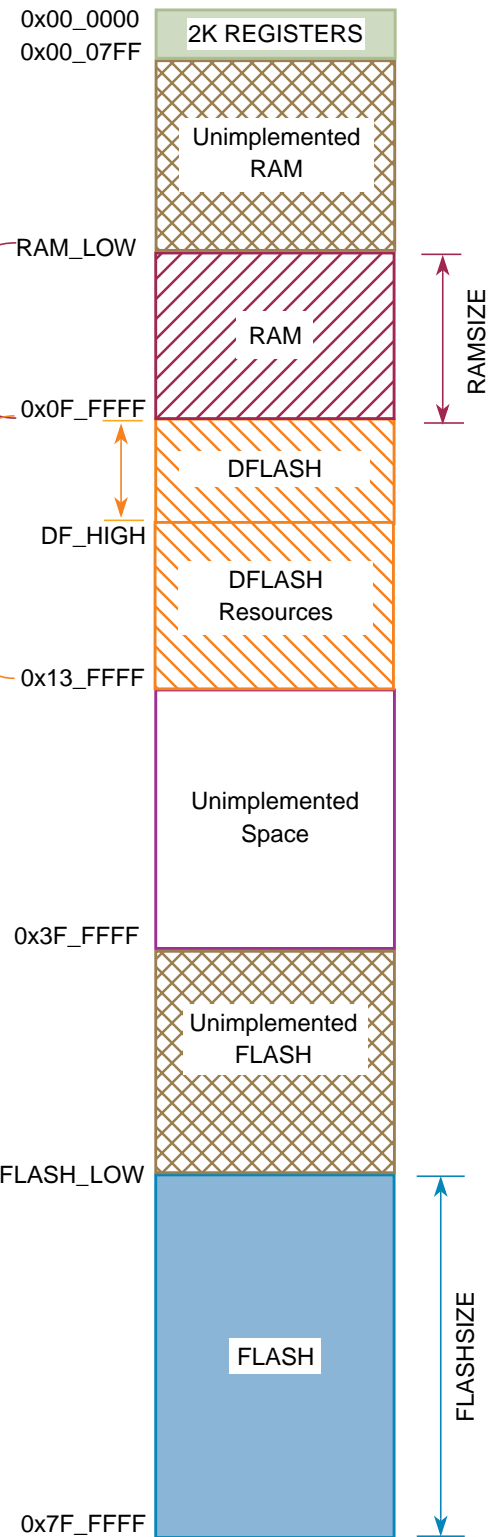 0x00_0000
2K REGISTERS
0x00_07FF
Unimplemented
RAM
RAM_LOW
RAM
RAMSIZE
0x0F_FFFF
DFLASH
DF_HIGH
DFLASH
Resources
0x13_FFFF
Unimplemented
Space
0x3F_FFFF
Unimplemented
FLASH
FLASH_LOW
FLASH
FLASHSIZE
0x7F_FFFF